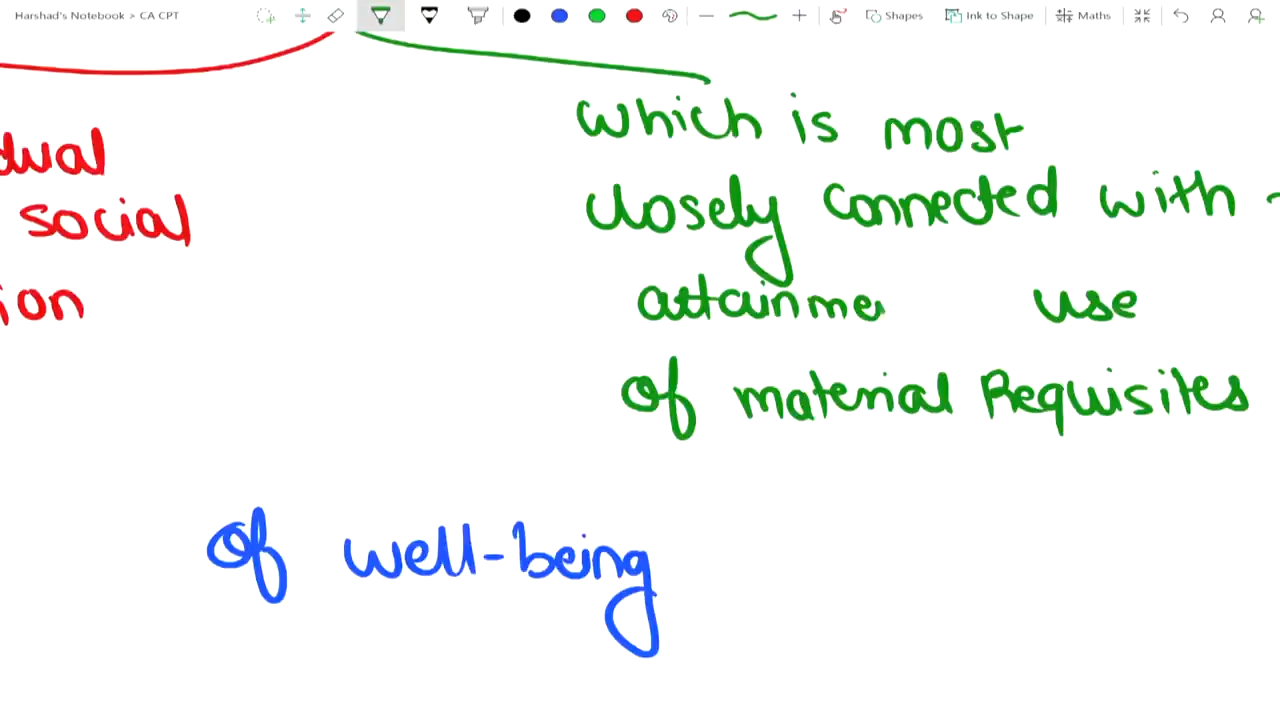 Harshad's Notebook > CA CPT
Shapes
Ink to Shape
Maths
which is most
closely connected with
attainme use
of material Requisites
dual
social
ion
of well-being